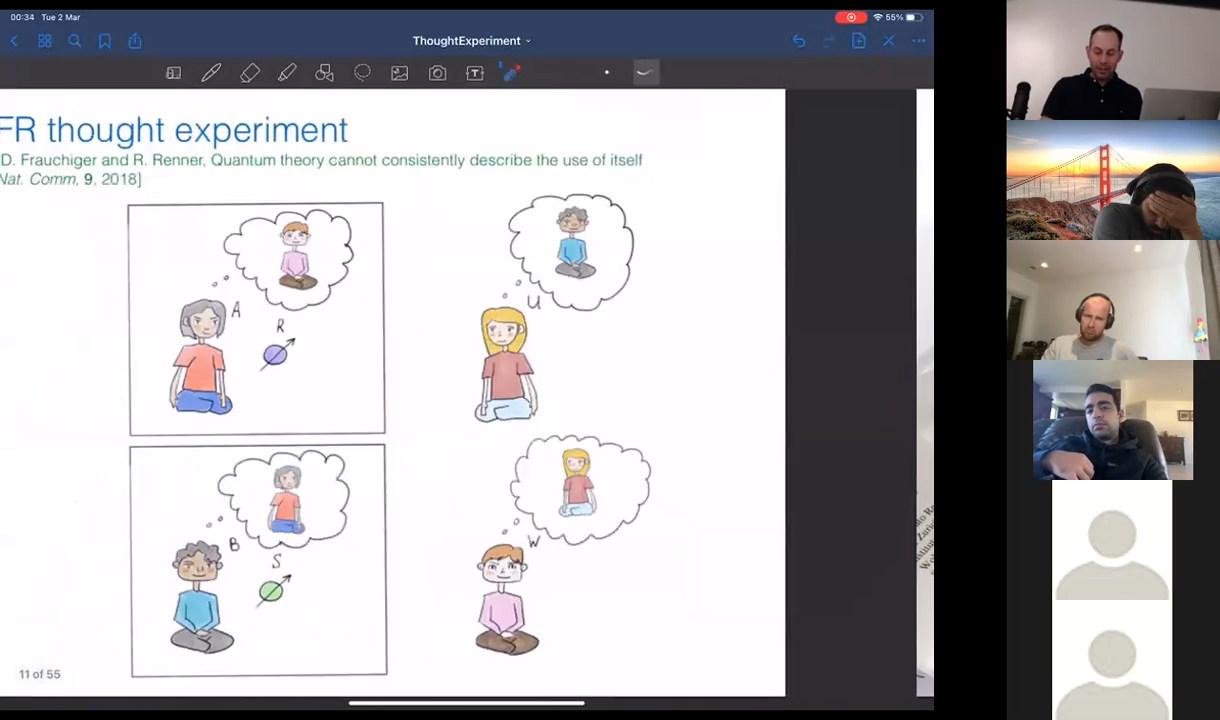 00:34 Tue 2 Mar
55%
ThoughtExperiment
T
FR thought experiment
D. Frauchiger and R. Renner, Quantum theory cannot consistently describe the use of itself
Nat. Comm, 9, 2018]
A
R
U
B
S
W
11 of 55